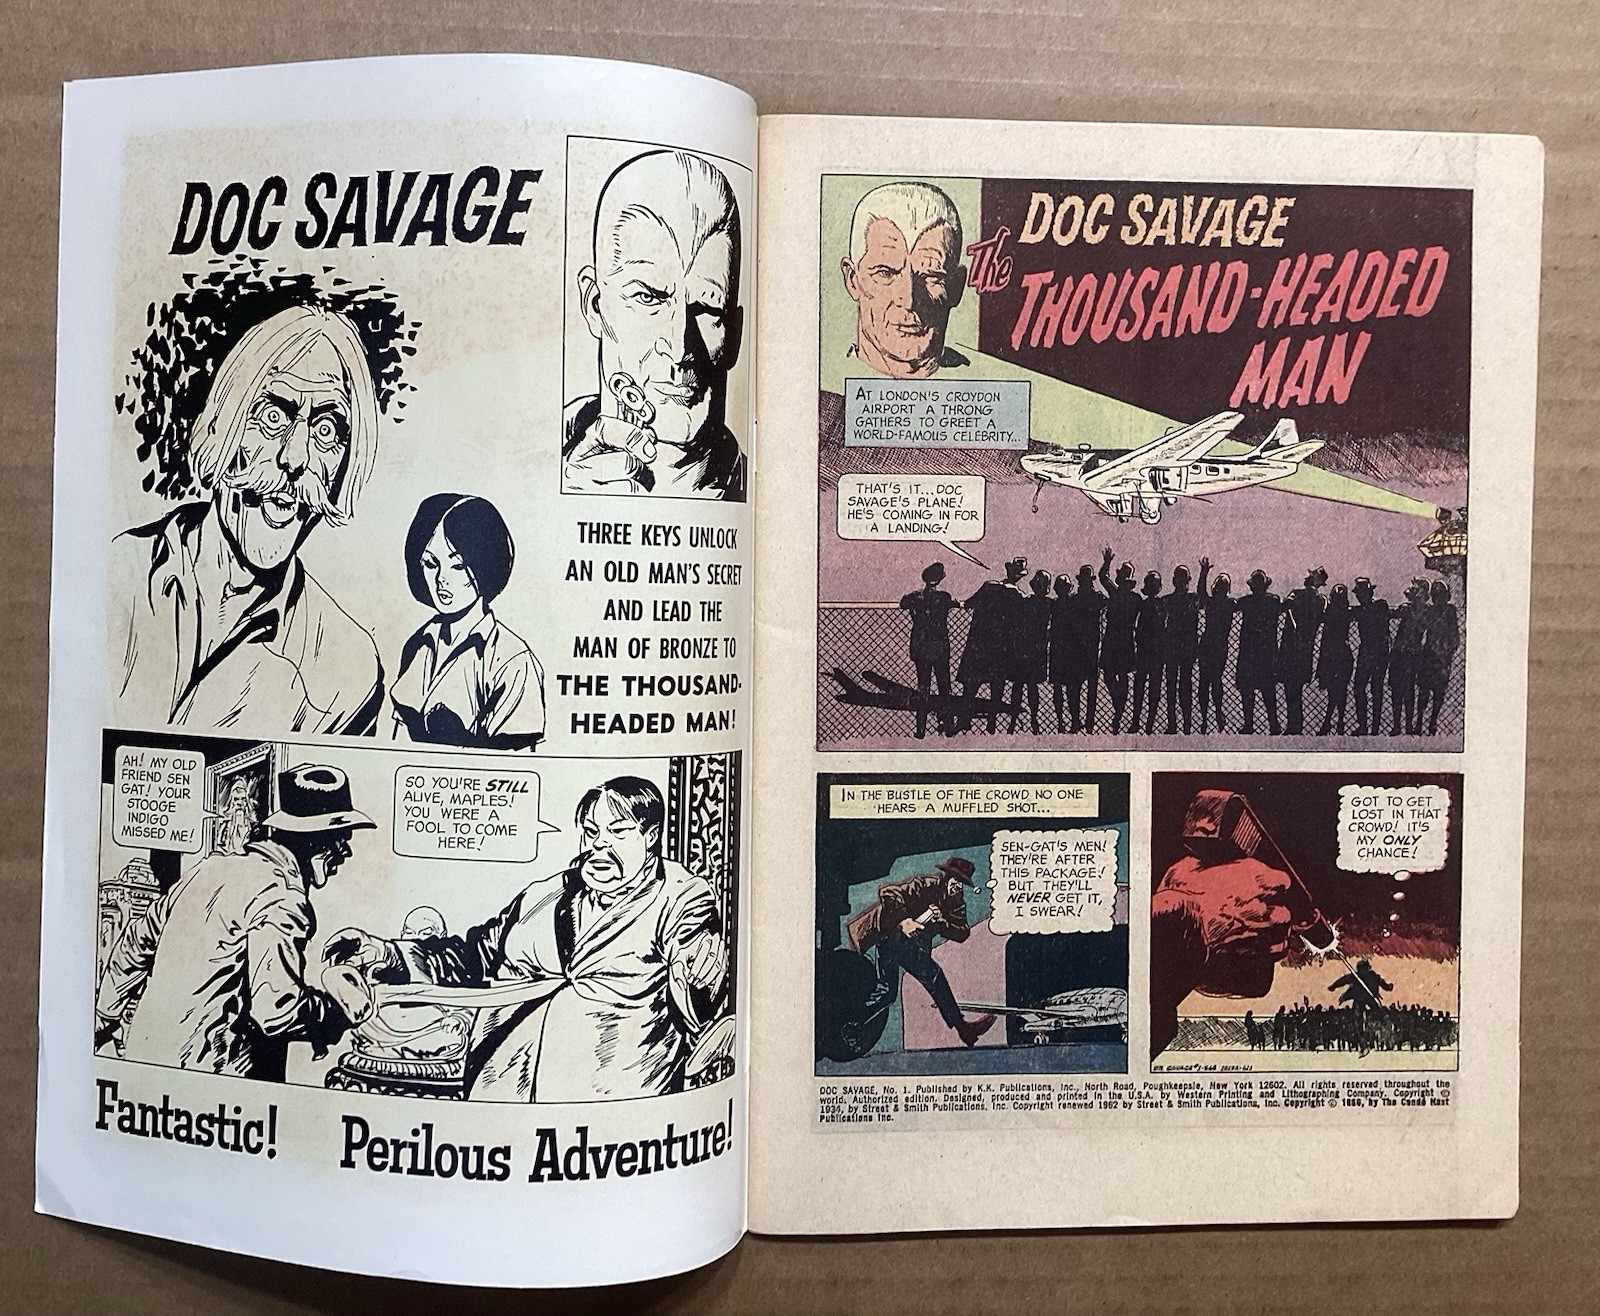 DOC SAVAGE
THREE KEYS UNLOCK
AN OLD MAN'S SECRET
AND LEAD THE
MAN OF BRONZE TO
THE THOUSAND-
HEADED MAN!
AH! MY OLD
FRIEND SEN
GAT! YOUR
STOOGE
INDIGO
MISSED ME!
SO YOU'RE STILL
ALIVE, MAPLES!
YOU WERE A
FOOL TO COME
HERE!
Fantastic! Perilous Adventure!
DOC SAVAGE
The
THOUSAND-HEADED
MAN
AT LONDON'S CROYDON
AIRPORT A THRONG
GATHERS TO GREET A
WORLD-FAMOUS CELEBRITY...
THAT'S IT...DOC
SAVAGE'S PLANE!
HE'S COMING IN FOR
A LANDING!
IN THE BUSTLE OF THE CROWD NO ONE
HEARS A MUFFLED SHOT...
SEN-GAT'S MEN!
THEY'RE AFTER
THIS PACKAGE!
BUT THEY'LL
NEVER GET IT,
I SWEAR!
GOT TO GET
LOST IN THAT
CROWD! IT'S
MY ONLY
CHANCE!
DOC SAVAGE, No. 1. Published by K.K. Publications, Inc., North Road, Poughkeepsie, New York 12602. All rights reserved throughout the
world. Authorized edition. Designed, produced and printed in the U.S.A. by Western Printing and Lithographing Company. Copyright ©
1934, by Street & Smith Publications, Inc. Copyright renewed 1962 by Street & Smith Publications, Inc. Copyright © 1966, by The Condé Nast
Publications Inc.